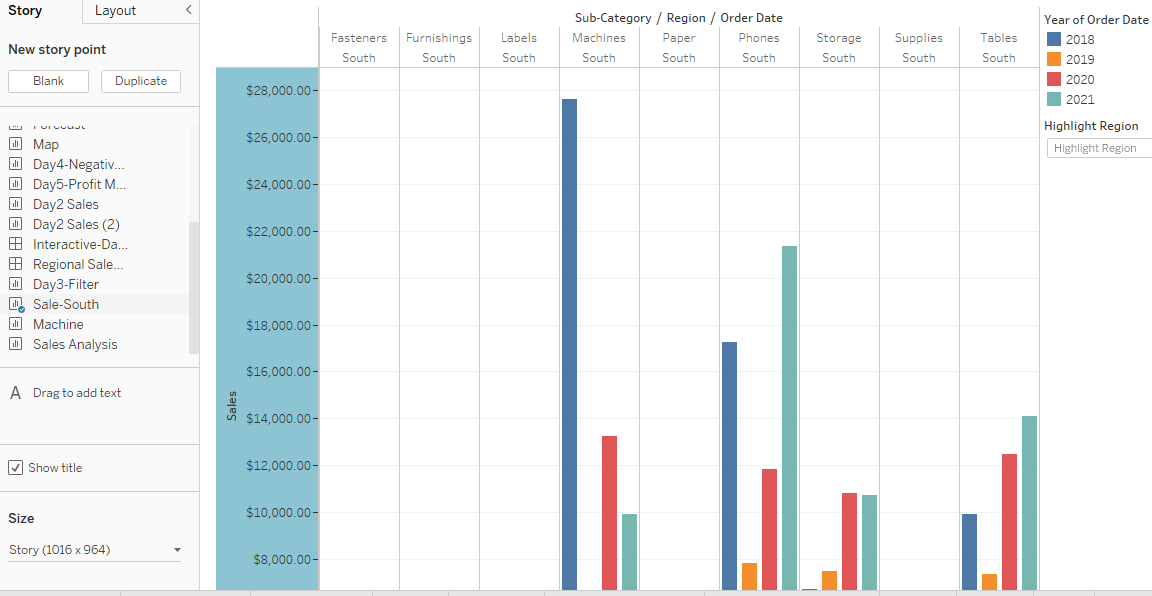 Story
Layout
New story point
Blank
Duplicate
Forecast
Map
Day4-Negativ...
Day5-Profit M...
Day2 Sales
Day2 Sales (2)
Interactive-Da...
Regional Sale...
Day3-Filter
Sale-South
Machine
Sales Analysis
A Drag to add text
Show title
Size
Story (1016 x 964)
Sub-Category / Region / Order Date
Fasteners Furnishings Labels Machines Paper Phones Storage Supplies Tables
South South South South South South South South South
$28,000.00
$26,000.00
$24,000.00
$22,000.00
$20,000.00
$18,000.00
$16,000.00
$14,000.00
$12,000.00
$10,000.00
$8,000.00
Sales
Year of Order Date
2018
2019
2020
2021
Highlight Region
Highlight Region